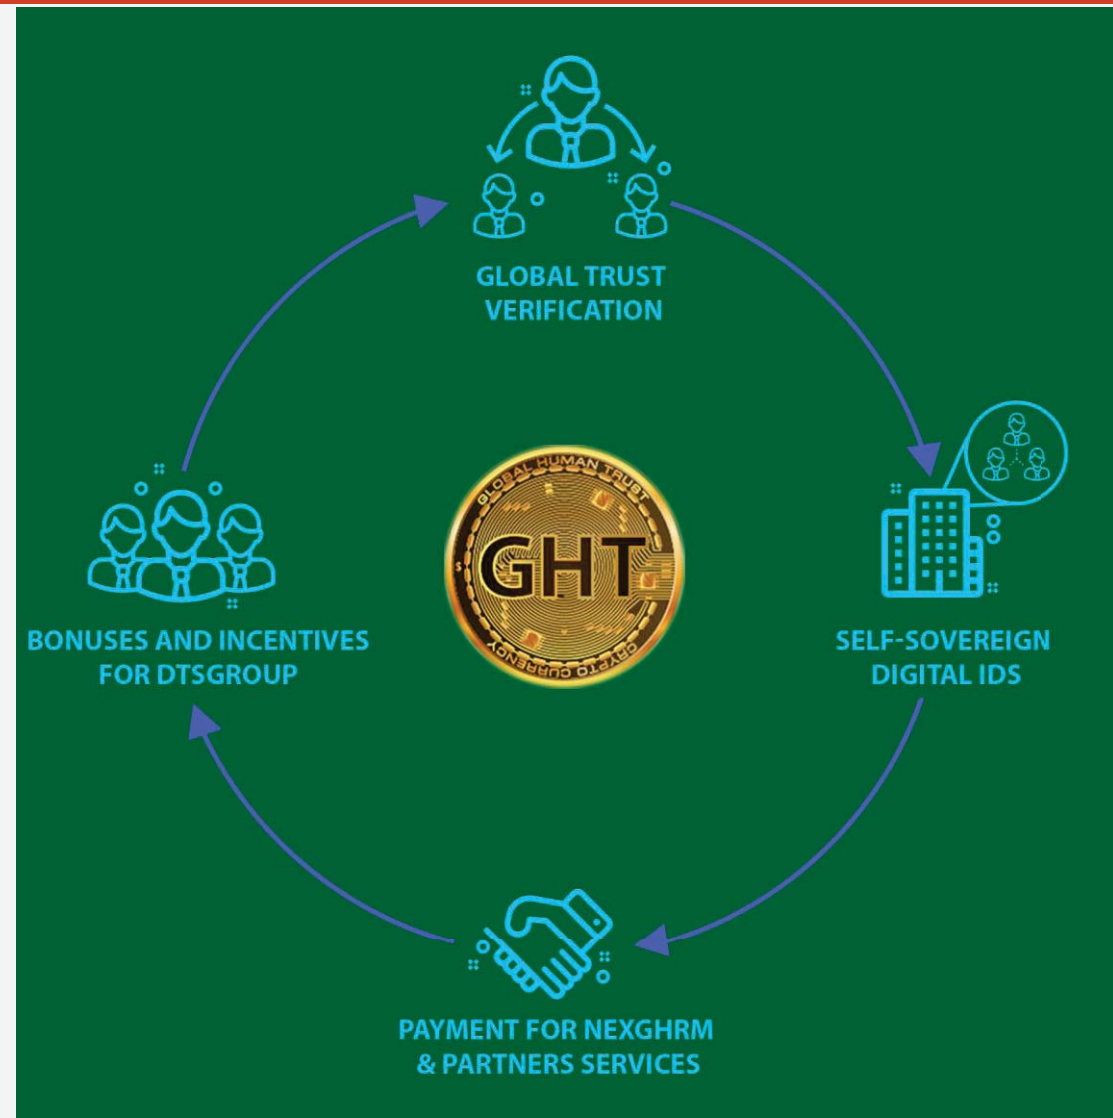 GLOBAL TRUST
VERIFICATION
GLOBAL HUMAN TRUST
GHT
CRYPTO CURRENCY
$
BONUSES AND INCENTIVES
FOR DTSGROUP
SELF-SOVEREIGN
DIGITAL IDS
PAYMENT FOR NEXGHRM
& PARTNERS SERVICES